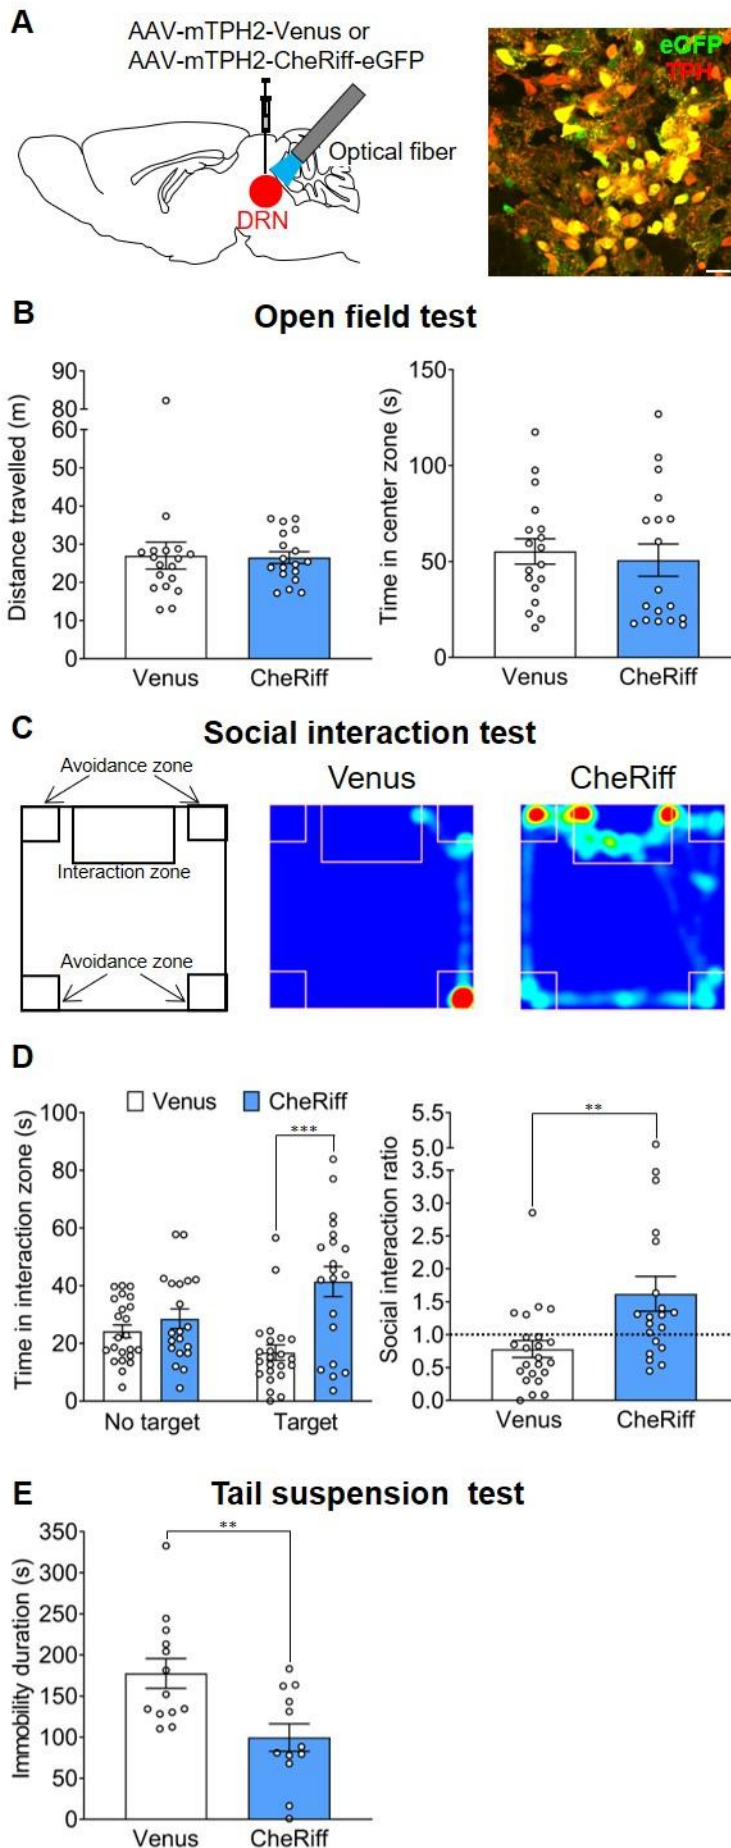 A
AAV-mTPH2-Venus or
AAV-mTPH2-CheRiff-eGFP
Optical fiber
DRN
eGFP
TPH
B
Open field test
Distance travelled (m)
90
80
60
50
40
30
20
10
0
Venus
CheRiff
Time in center zone (s)
150
100
50
0
Venus
CheRiff
C
Social interaction test
Avoidance zone
Interaction zone
Avoidance zone
Venus
CheRiff
D
Venus
CheRiff
Time in interaction zone (s)
100
80
60
40
20
0
***
No target
Target
Social interaction ratio
5.5
5.0
3.5
3.0
2.5
2.0
1.5
1.0
0.5
0.0
**
Venus
CheRiff
E
Tail suspension test
Immobility duration (s)
350
300
250
200
150
100
50
0
**
Venus
CheRiff